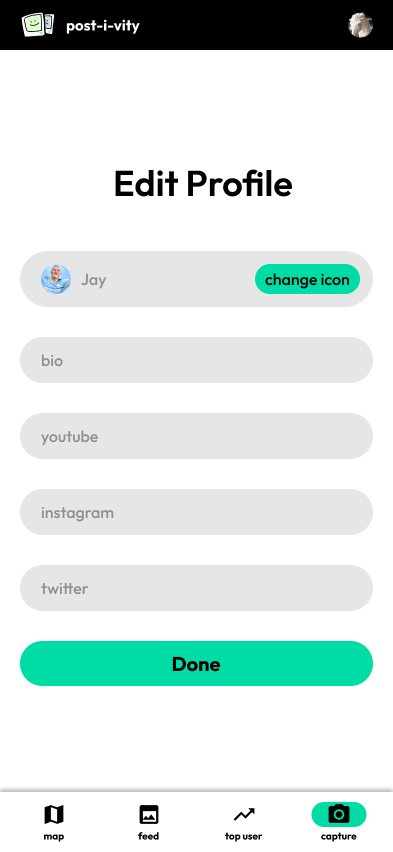 post-i-vity
Edit Profile
Jay
change icon
bio
youtube
instagram
twitter
Done
map
feed
top user
capture